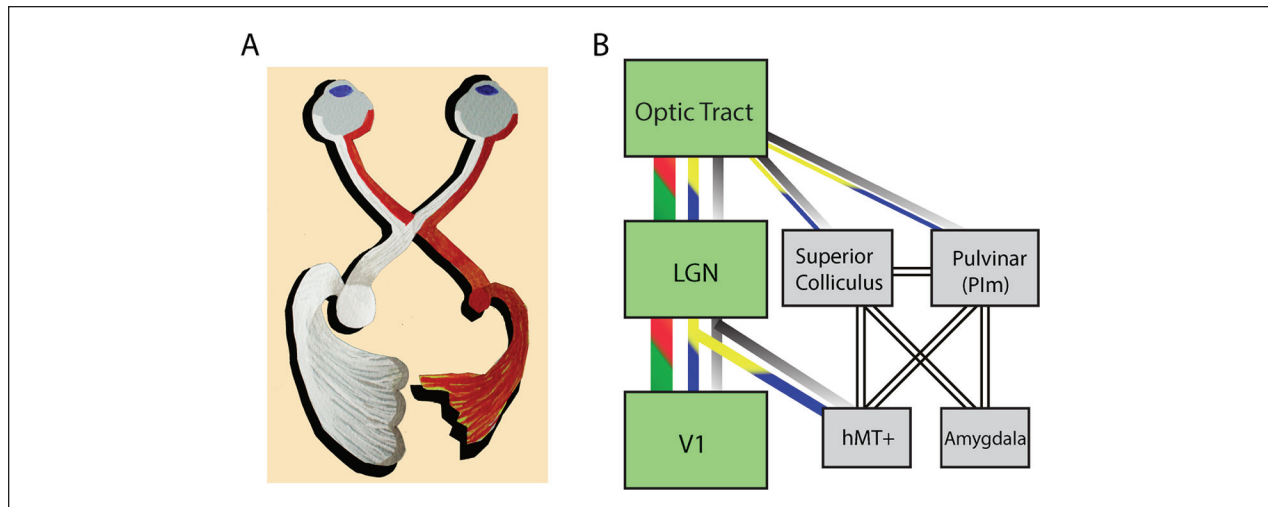 A
B
Optic Tract
LGN
Superior
Colliculus
Pulvinar
(PIm)
V1
hMT+
Amygdala